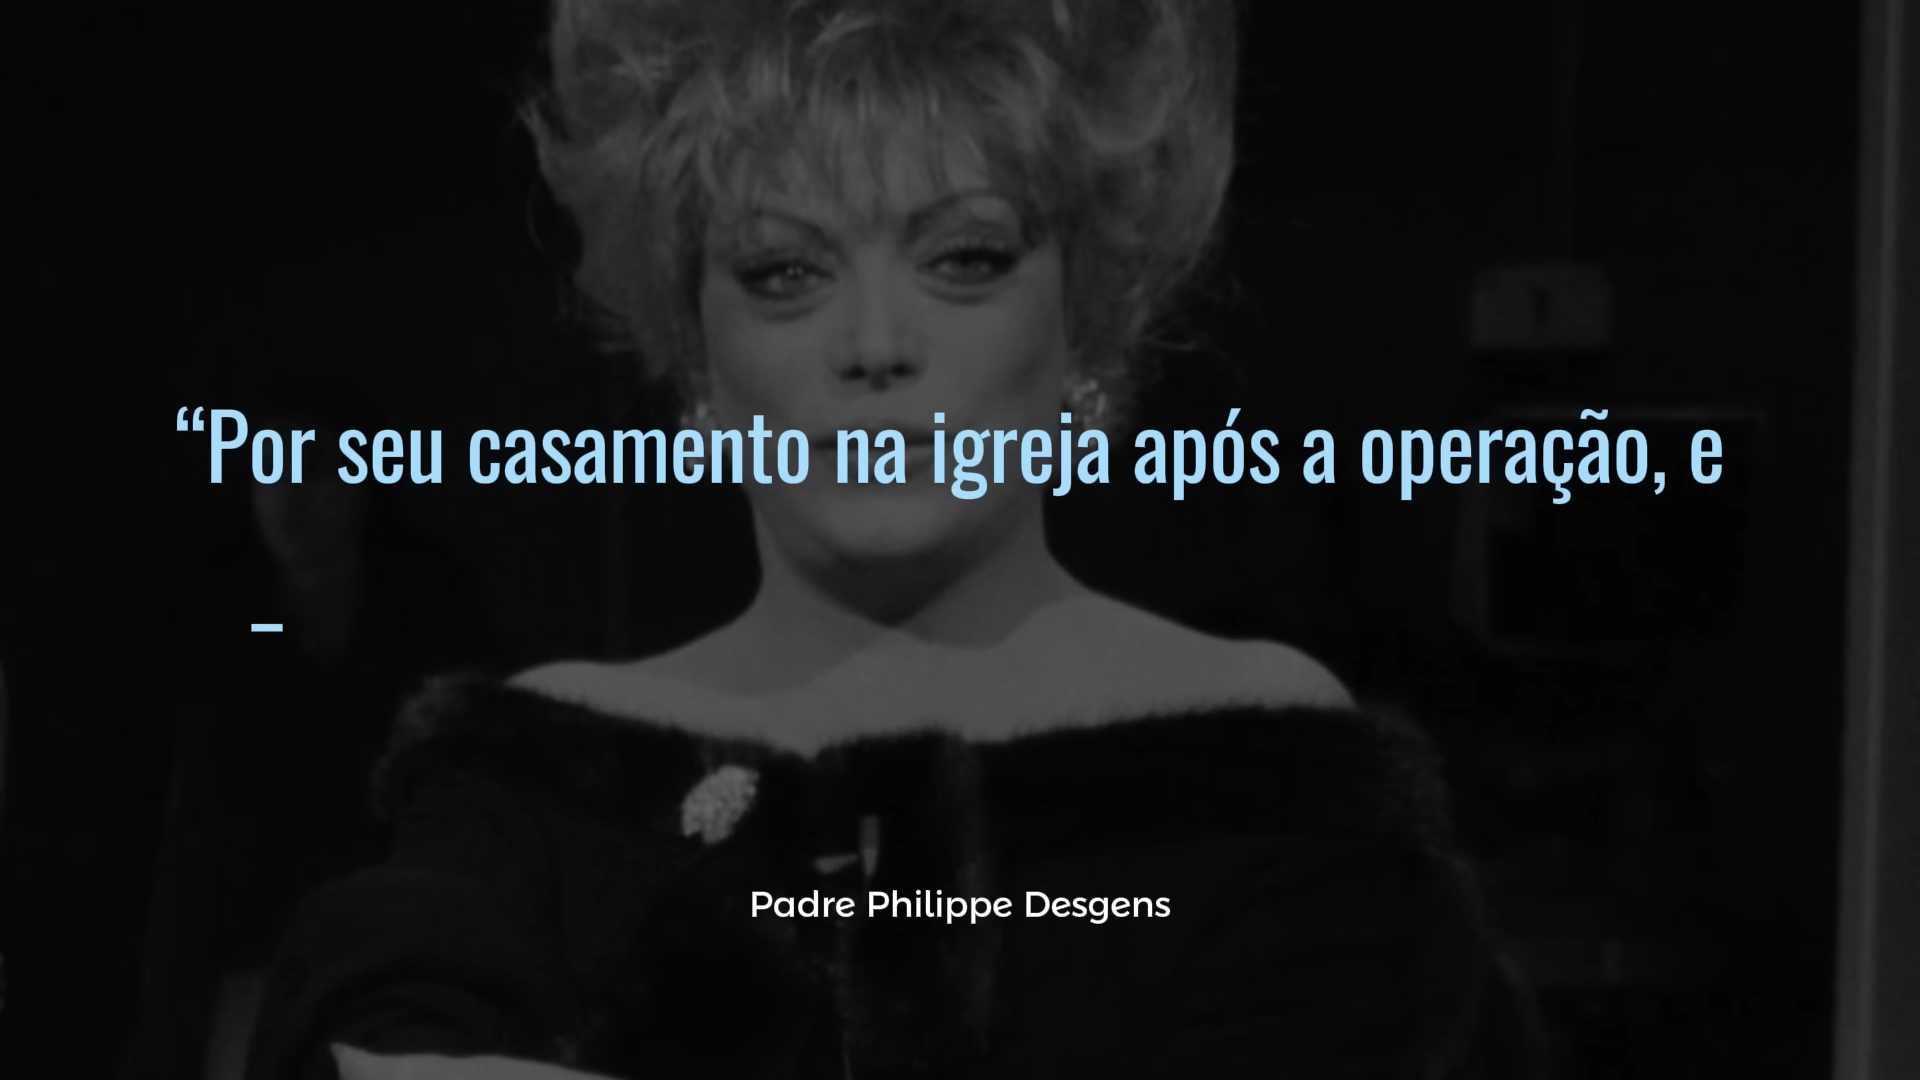 “Por seu casamento na igreja após a operação, e
–
Padre Philippe Desgens